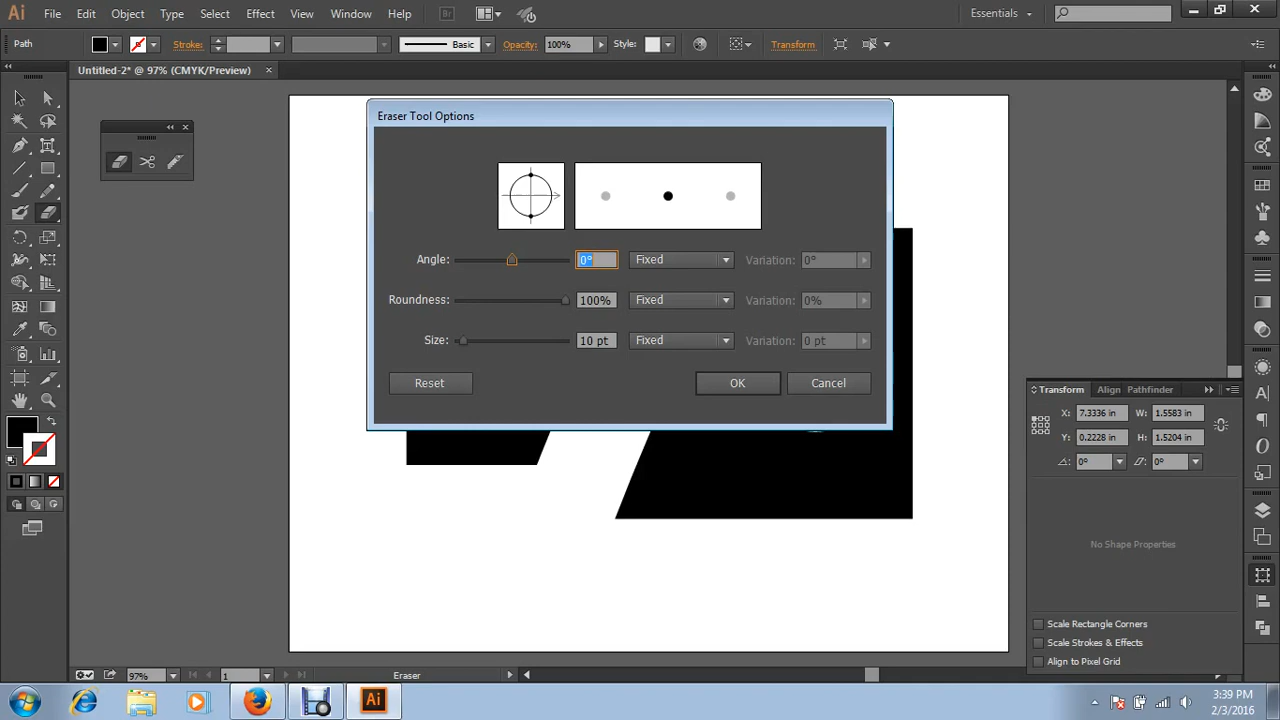 Ai File Edit Object Type Select Effect View Window Help Br Essentials
Path Stroke: Basic Opacity: 100% Style: Transform
Untitled-2* @ 97% (CMYK/Preview)
Eraser Tool Options
Angle: 0° Fixed Variation: 0°
Roundness: 100% Fixed Variation: 0%
Size: 10 pt Fixed Variation: 0 pt
Reset OK Cancel
Transform Align Pathfinder
X: 7.3336 in W: 1.5583 in
Y: 0.2228 in H: 1.5204 in
0° 0°
No Shape Properties
Scale Rectangle Corners
Scale Strokes & Effects
Align to Pixel Grid
97% 1 Eraser
Ai
3:39 PM
2/3/2016